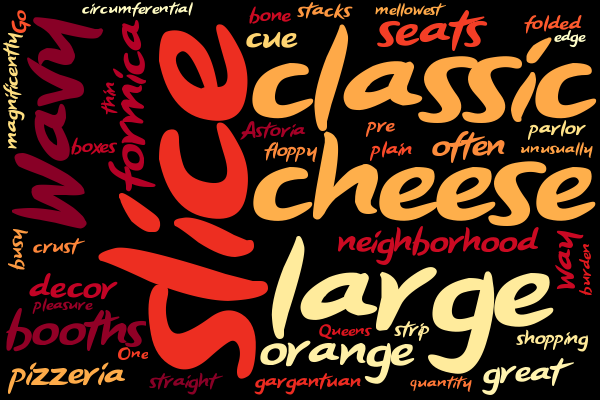 circumferential
bone
stacks
mellowest
Go
magnificently
Wavy
thin
formica
cue
seats
folded
edge
slice
classic
boxes
Astoria
pre
parlor
floppy
plain
often
unusually
cheese
busy
crust
neighborhood
way
burden
decor
pleasure
large
booths
One
Queens
strip
shopping
orange
pizzeria
straight
gargantuan
quantity
great